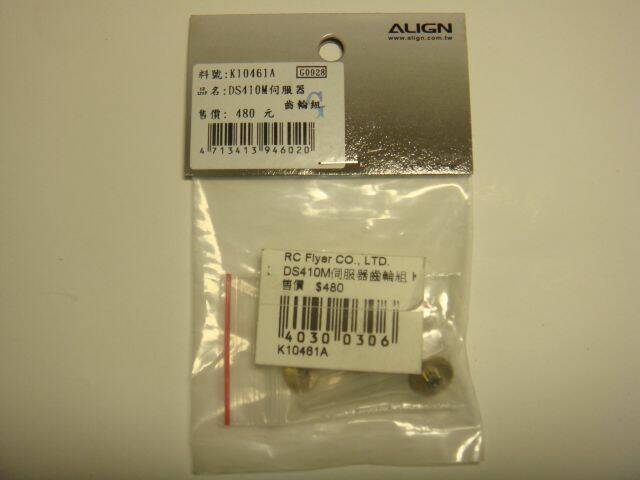 ALIGN
www.align.com.tw
料號:K10461A G0928
品名:DS410M伺服器
齒輪組
G
售價: 480 元
4 713413 946020
RC Flyer CO., LTD.
DS410M伺服器齒輪組
售價 $480
4030 0306
K10461A